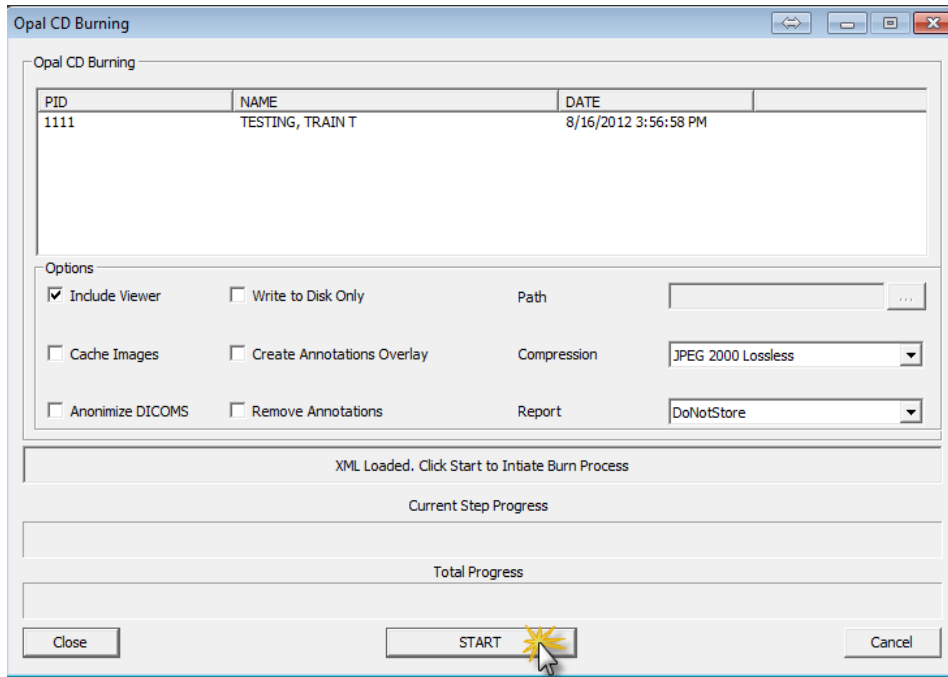 Opal CD Burning
Opal CD Burning
PID NAME DATE
1111 TESTING, TRAIN T 8/16/2012 3:56:58 PM
Options
Include Viewer Write to Disk Only Path ...
Cache Images Create Annotations Overlay Compression JPEG 2000 Lossless
Anonimize DICOMS Remove Annotations Report DoNotStore
XML Loaded. Click Start to Intiate Burn Process
Current Step Progress
Total Progress
Close START Cancel